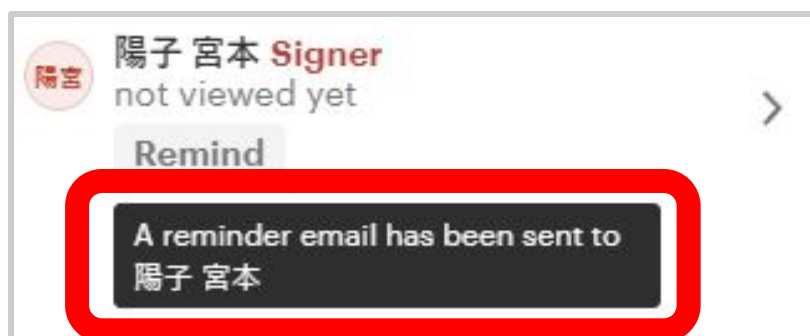 陽宮
陽子 宮本 Signer
not viewed yet
Remind
A reminder email has been sent to
陽子 宮本